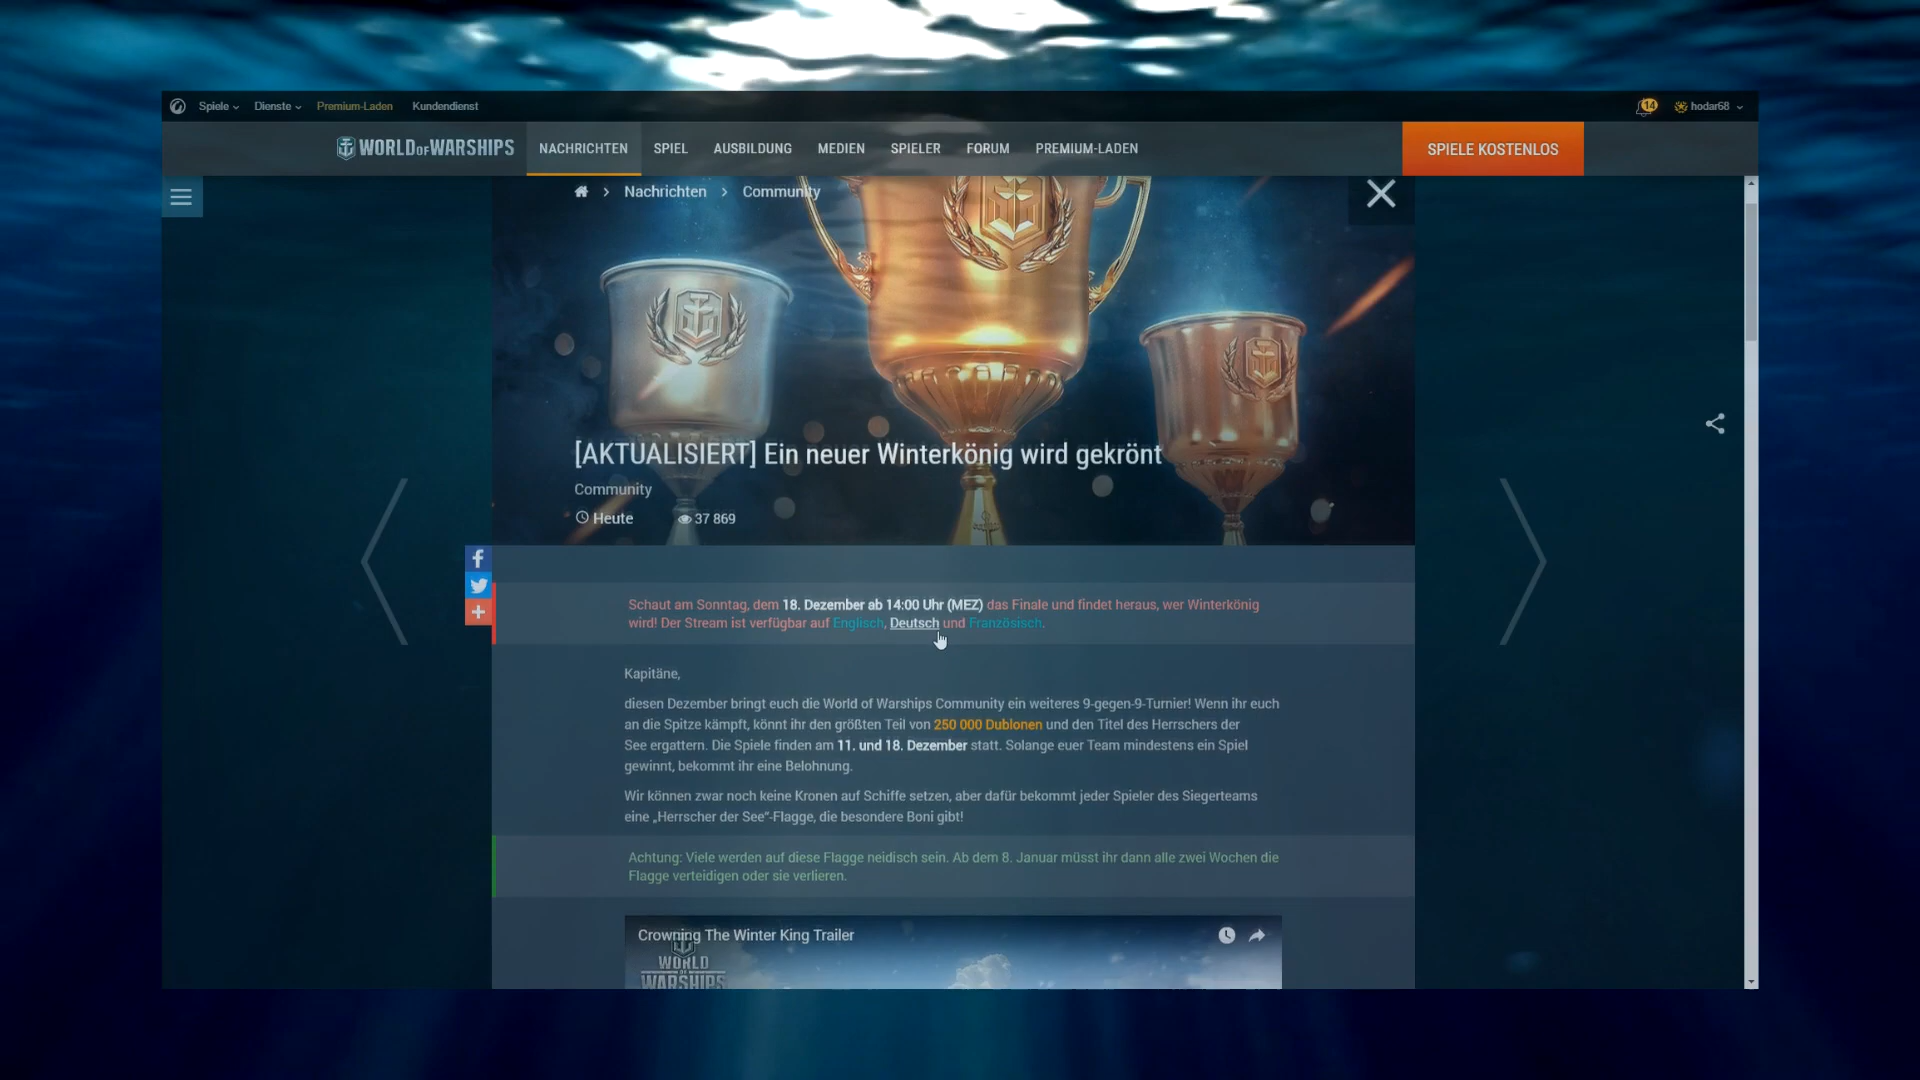 Spiele Dienste Premium-Laden Kundendienst 14 hodar68
WORLD OF WARSHIPS NACHRICHTEN SPIEL AUSBILDUNG MEDIEN SPIELER FORUM PREMIUM-LADEN SPIELE KOSTENLOS
Nachrichten > Community
[AKTUALISIERT] Ein neuer Winterkönig wird gekrönt
Community
Heute 37 869
Schaut am Sonntag, dem 18. Dezember ab 14:00 Uhr (MEZ) das Finale und findet heraus, wer Winterkönig
wird! Der Stream ist verfügbar auf Englisch, Deutsch und Französisch.
Kapitäne,
diesen Dezember bringt euch die World of Warships Community ein weiteres 9-gegen-9-Turnier! Wenn ihr euch
an die Spitze kämpft, könnt ihr den größten Teil von 250 000 Dublonen und den Titel des Herrschers der
See ergattern. Die Spiele finden am 11. und 18. Dezember statt. Solange euer Team mindestens ein Spiel
gewinnt, bekommt ihr eine Belohnung.
Wir können zwar noch keine Kronen auf Schiffe setzen, aber dafür bekommt jeder Spieler des Siegerteams
eine „Herrscher der See“-Flagge, die besondere Boni gibt!
Achtung: Viele werden auf diese Flagge neidisch sein. Ab dem 8. Januar müsst ihr dann alle zwei Wochen die
Flagge verteidigen oder sie verlieren.
Crowning The Winter King Trailer
WORLD
OF
WARSHIPS